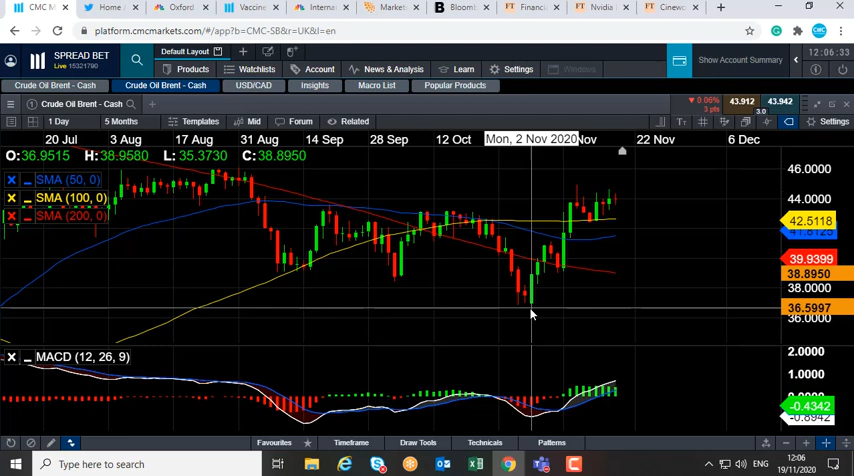 CMC M
Home /
Oxford
Vaccine
Internat
Markets
Bloomb
Financi
Nvidia
Cinew
platform.cmcmarkets.com/#/app?b=CMC-SB&r=UK&l=en
SPREAD BET
Live 15321790
Default Layout
12:06:33
Products
Watchlists
Account
News & Analysis
Learn
Settings
Windows
Show Account Summary
Crude Oil Brent - Cash
Crude Oil Brent - Cash
USD/CAD
Insights
Macro List
Popular Products
Crude Oil Brent - Cash
0.06%
3 pts
43.912
3.0
43.942
1 Day
5 Months
Templates
Mid
Forum
Related
Settings
20 Jul
3 Aug
17 Aug
31 Aug
14 Sep
28 Sep
12 Oct
Mon, 2 Nov 2020
Nov
22 Nov
6 Dec
O:36.9515 H:38.9580 L:35.3730 C:38.8950
SMA (50, 0)
SMA (100, 0)
SMA (200, 0)
46.0000
44.0000
42.5118
39.9399
38.8950
38.0000
36.5997
36.0000
MACD (12, 26, 9)
2.0000
1.0000
-0.4342
-0.8942
Favourites
Timeframe
Draw Tools
Technicals
Patterns
Type here to search
ENG
12:06
19/11/2020